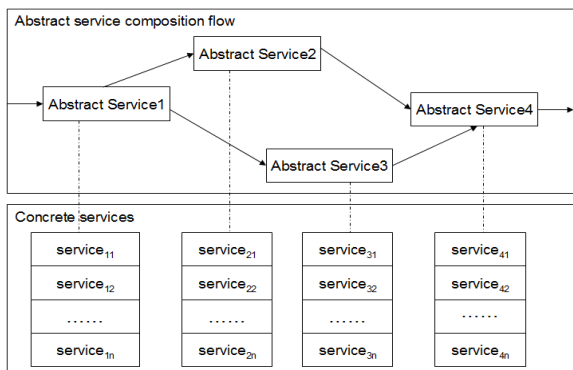 Abstract service composition flow
Abstract Service2
Abstract Service1
Abstract Service4
Abstract Service3
Concrete services
service11 service21 service31 service41
service12 service22 service32 service42
...... ...... ...... ......
service1n service2n service3n service4n